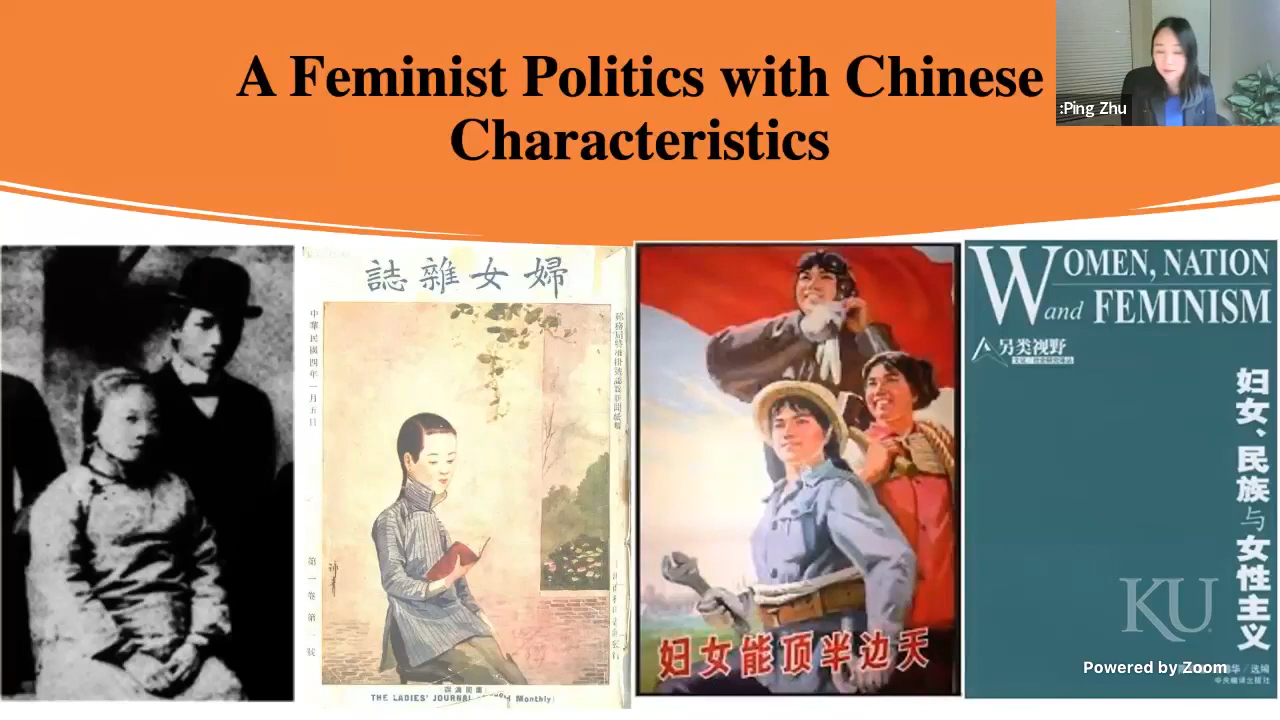 A Feminist Politics with Chinese
Characteristics
:Ping Zhu
誌雜女婦
中華民國四年一月五日
第一卷第一號
THE LADIES' JOURNAL
Monthly)
妇女能顶半边天
WOMEN, NATION
and FEMINISM
另类视野
妇女、民族与女性主义
KU
Powered by Zoom
选编
中央编译出版社